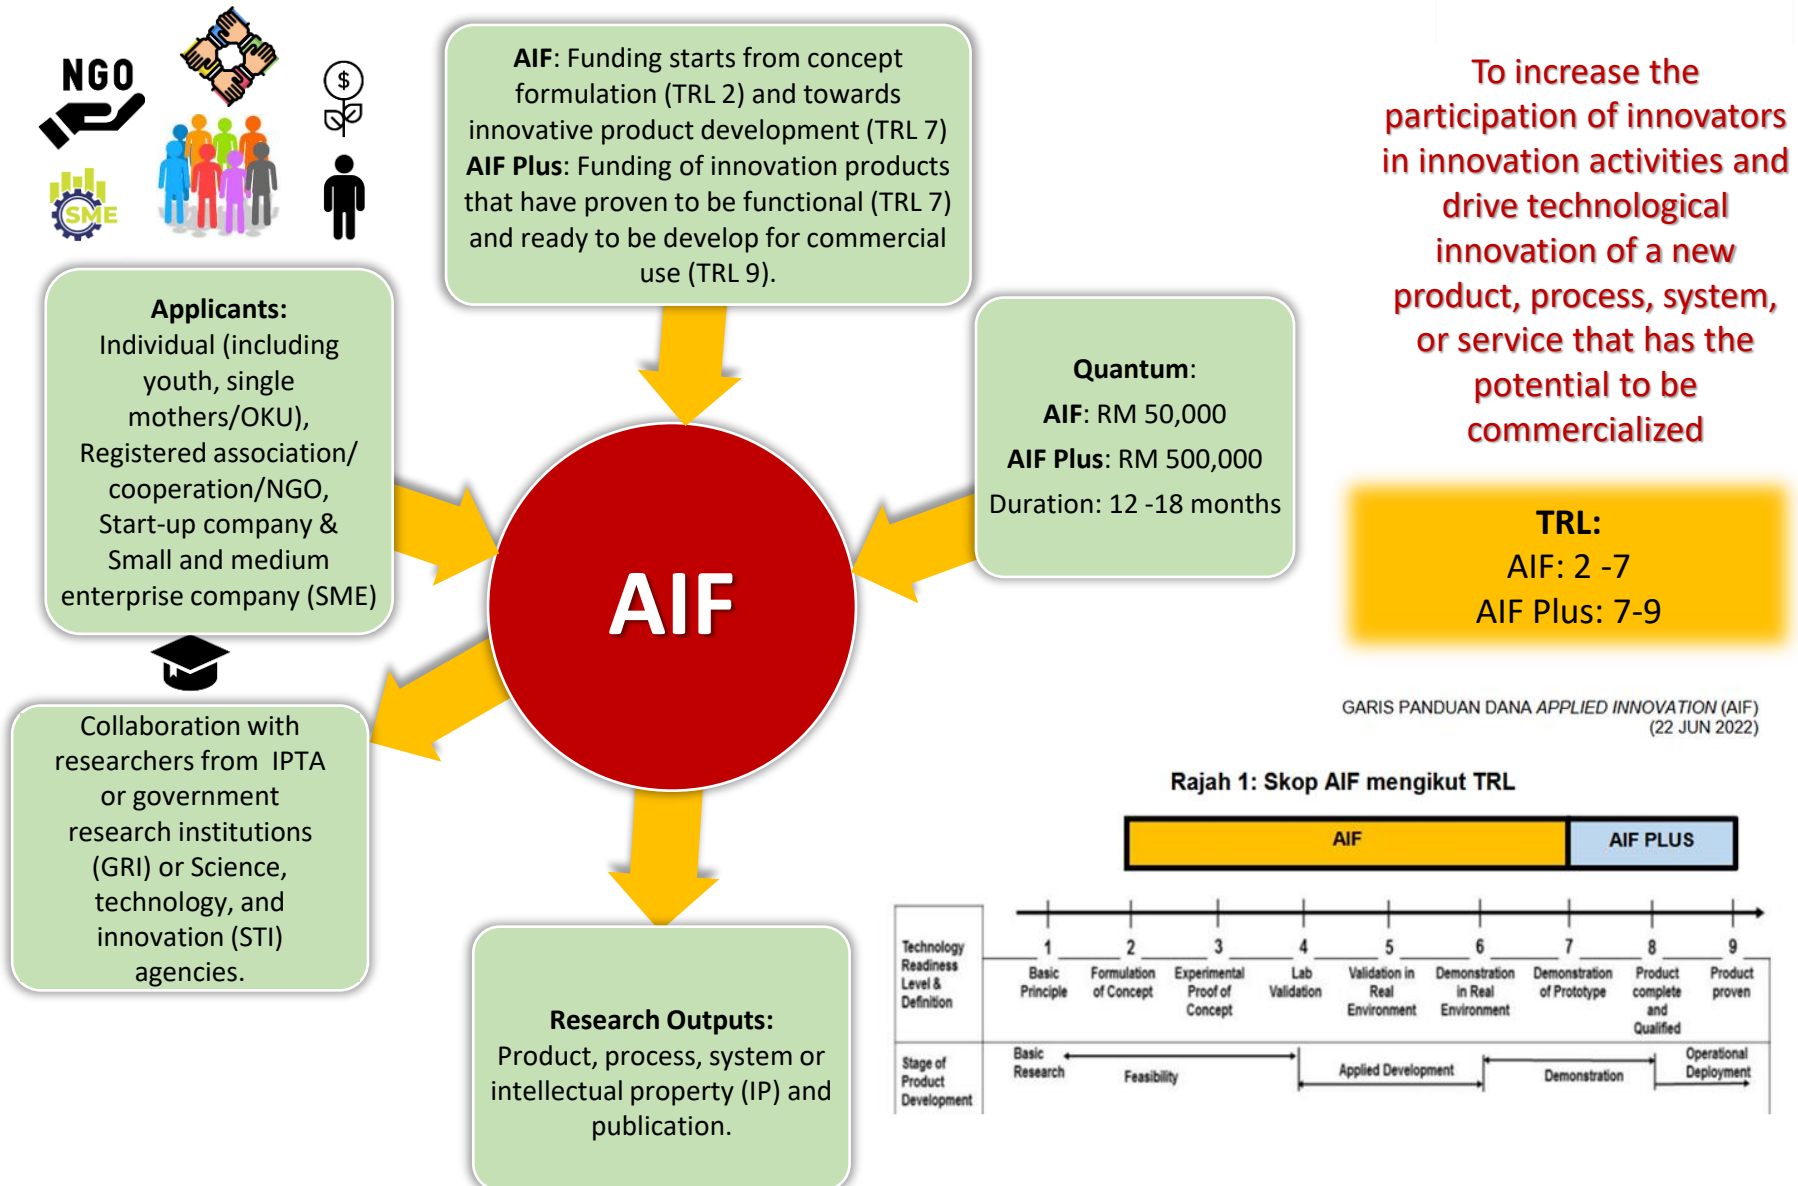 NGO
SME
AIF: Funding starts from concept
formulation (TRL 2) and towards
innovative product development (TRL 7)
AIF Plus: Funding of innovation products
that have proven to be functional (TRL 7)
and ready to be develop for commercial
use (TRL 9).
To increase the
participation of innovators
in innovation activities and
drive technological
innovation of a new
product, process, system,
or service that has the
potential to be
commercialized
Applicants:
Individual (including
youth, single
mothers/OKU),
Registered association/
cooperation/NGO,
Start-up company &
Small and medium
enterprise company (SME)
Quantum:
AIF: RM 50,000
AIF Plus: RM 500,000
Duration: 12 -18 months
TRL:
AIF: 2 -7
AIF Plus: 7-9
AIF
Collaboration with
researchers from IPTA
or government
research institutions
(GRI) or Science,
technology, and
innovation (STI)
agencies.
Research Outputs:
Product, process, system or
intellectual property (IP) and
publication.
GARIS PANDUAN DANA APPLIED INNOVATION (AIF)
(22 JUN 2022)
Rajah 1: Skop AIF mengikut TRL
AIF
AIF PLUS
Technology
Readiness
Level &
Definition
1
Basic
Principle
2
Formulation
of Concept
3
Experimental
Proof of
Concept
4
Lab
Validation
5
Validation in
Real
Environment
6
Demonstration
in Real
Environment
7
Demonstration
of Prototype
8
Product
complete
and
Qualified
9
Product
proven
Stage of
Product
Development
Basic
Research
Feasibility
Applied Development
Demonstration
Operational
Deployment